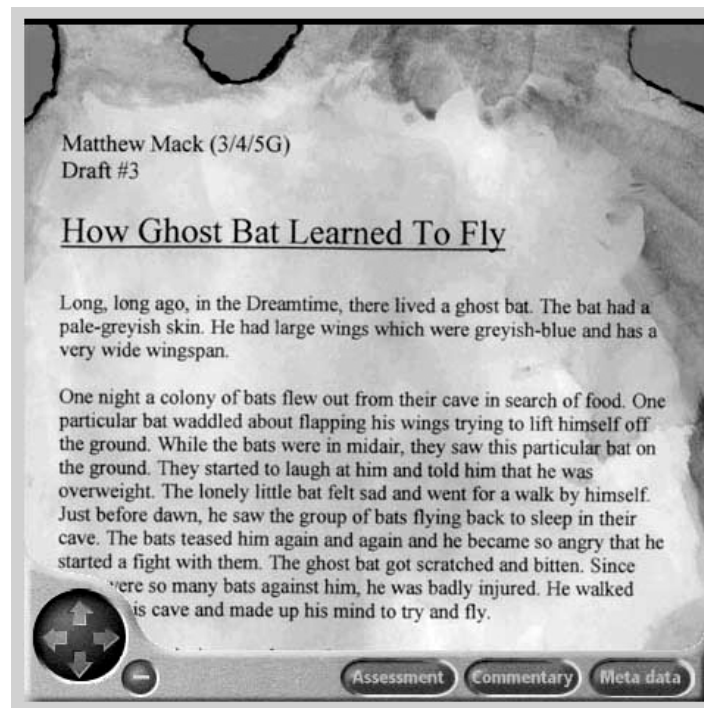 Matthew Mack (3/4/5G)
Draft #3
How Ghost Bat Learned To Fly
Long, long ago, in the Dreamtime, there lived a ghost bat. The bat had a
pale-greyish skin. He had large wings which were greyish-blue and has a
very wide wingspan.
One night a colony of bats flew out from their cave in search of food. One
particular bat waddled about flapping his wings trying to lift himself off
the ground. While the bats were in midair, they saw this particular bat on
the ground. They started to laugh at him and told him that he was
overweight. The lonely little bat felt sad and went for a walk by himself.
Just before dawn, he saw the group of bats flying back to sleep in their
cave. The bats teased him again and again and he became so angry that he
started a fight with them. The ghost bat got scratched and bitten. Since
were so many bats against him, he was badly injured. He walked
cave and made up his mind to try and fly.
Assessment Commentary Meta data